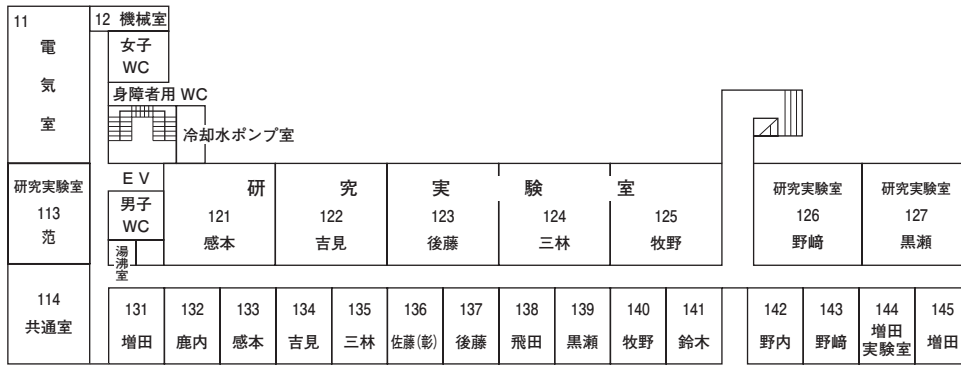 11
電
気
室
12 機械室
女子
WC
身障者用 WC
冷却水ポンプ室
研究実験室
113
范
EV
男子
WC
湯沸室
研究実験室
121
感本
122
吉見
123
後藤
124
三林
125
牧野
研究実験室
126
野﨑
研究実験室
127
黒瀬
114
共通室
131
増田
132
鹿内
133
感本
134
吉見
135
三林
136
佐藤(彰)
137
後藤
138
飛田
139
黒瀬
140
牧野
141
鈴木
142
野内
143
野﨑
144
増田
実験室
145
増田